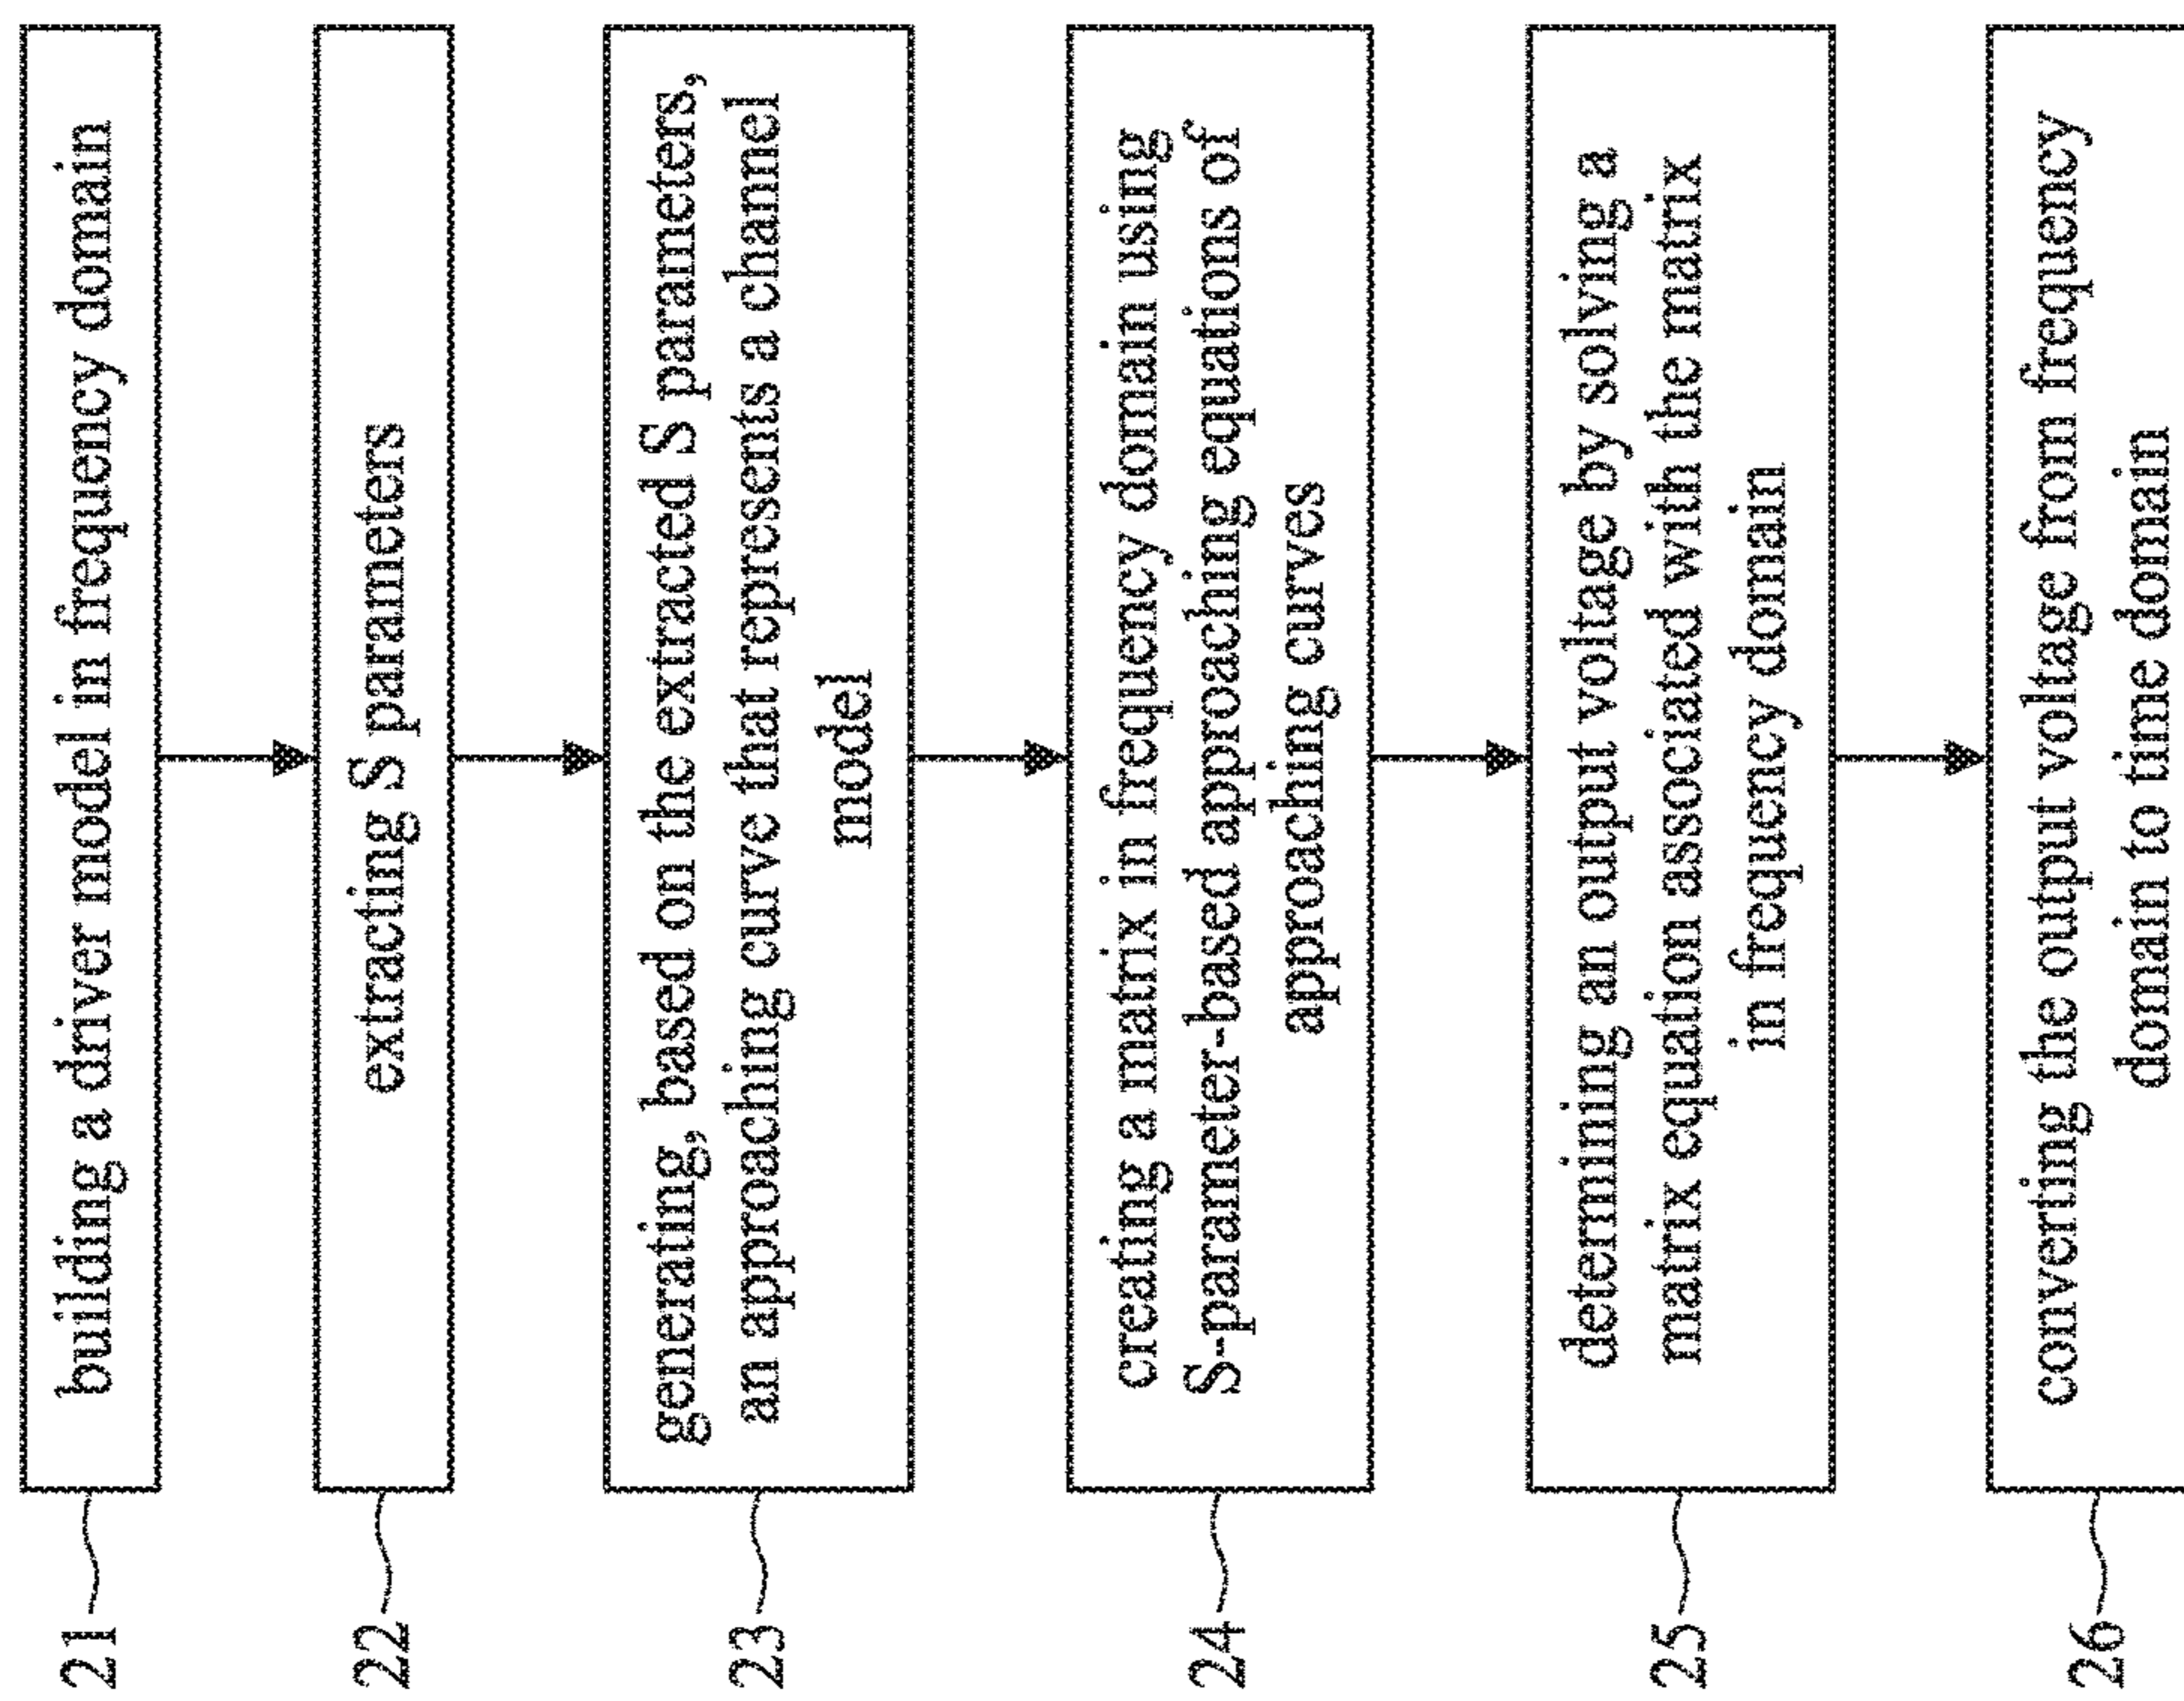 21
building a driver model in frequency domain
22
extracting S parameters
23
generating, based on the extracted S parameters,
an approaching curve that represents a channel
model
24
creating a matrix in frequency domain using
S-parameter-based approaching equations of
approaching curves
25
determining an output voltage by solving a
matrix equation associated with the matrix
in frequency domain
26
converting the output voltage from frequency
domain to time domain